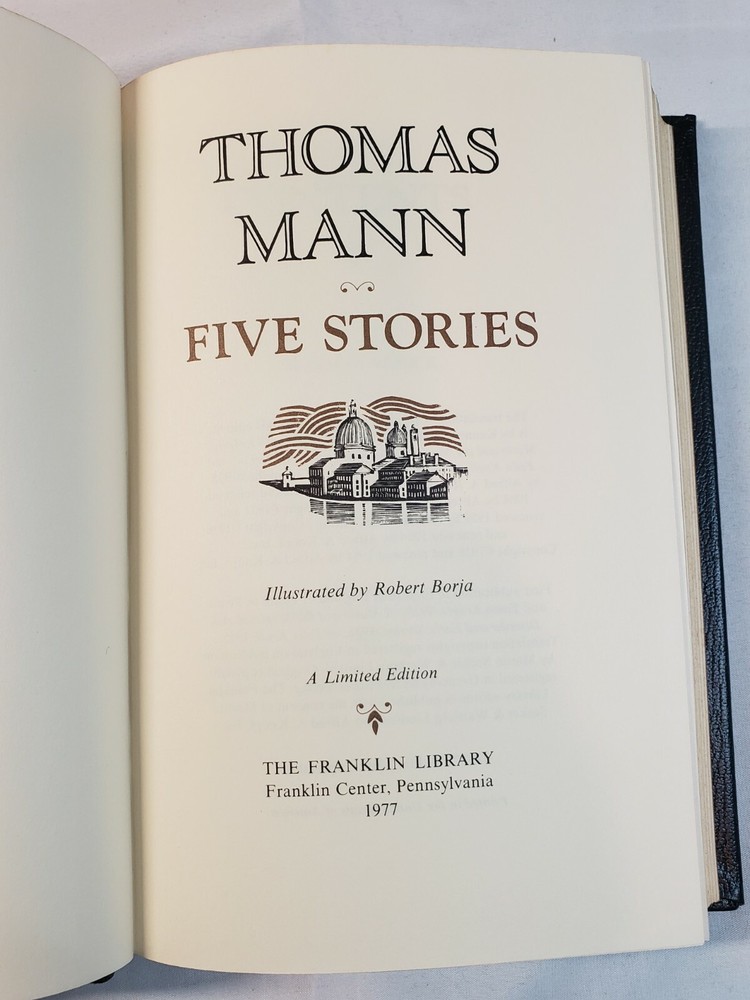 THOMAS
MANN
FIVE STORIES
Illustrated by Robert Borja
A Limited Edition
THE FRANKLIN LIBRARY
Franklin Center, Pennsylvania
1977